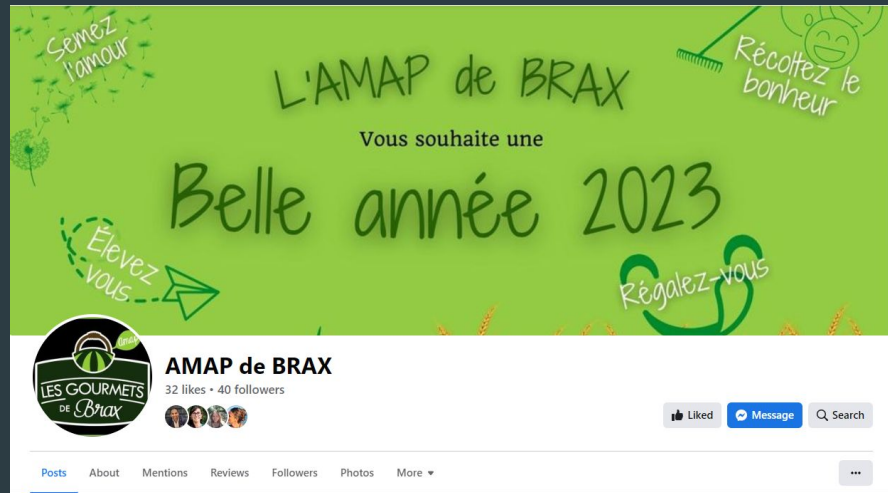 Semez
l'amour
Récoltez le
bonheur
L'AMAP de BRAX
Vous souhaite une
Belle année 2023
Élevez
vous
Régalez-vous
amap
LES GOURMETS
DE Brax
AMAP de BRAX
32 likes • 40 followers
Liked
Message
Search
Posts About Mentions Reviews Followers Photos More